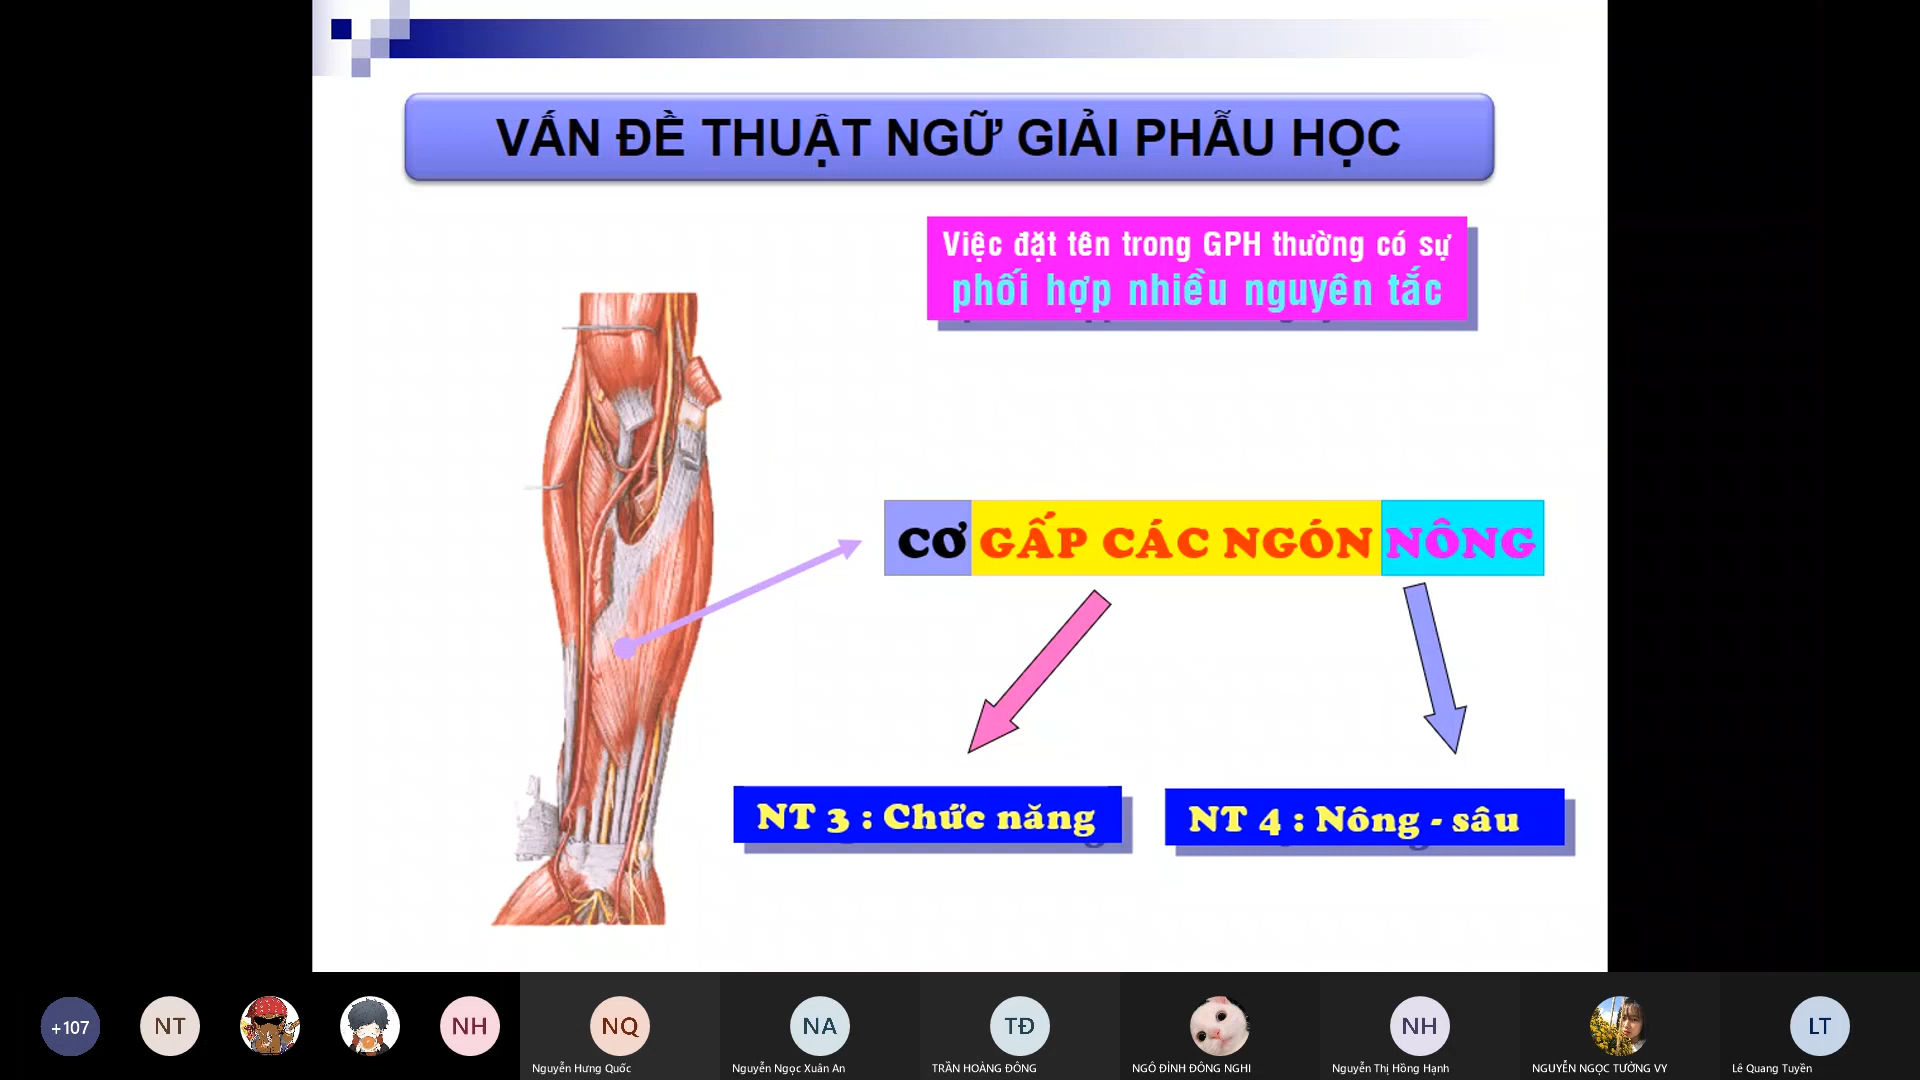 VẤN ĐỀ THUẬT NGỮ GIẢI PHẪU HỌC
Việc đặt tên trong GPH thường có sự
phối hợp nhiều nguyên tắc
CƠ GẤP CÁC NGÓN NÔNG
NT 3 : Chức năng
NT 4 : Nông - sâu
+107
NT
NH
NQ
NA
TĐ
NH
LT
Nguyễn Hưng Quốc
Nguyễn Ngọc Xuân An
TRẦN HOÀNG ĐÔNG
NGÔ ĐÌNH ĐÔNG NGHI
Nguyễn Thị Hồng Hạnh
NGUYỄN NGỌC TƯỜNG VY
Lê Quang Tuyền